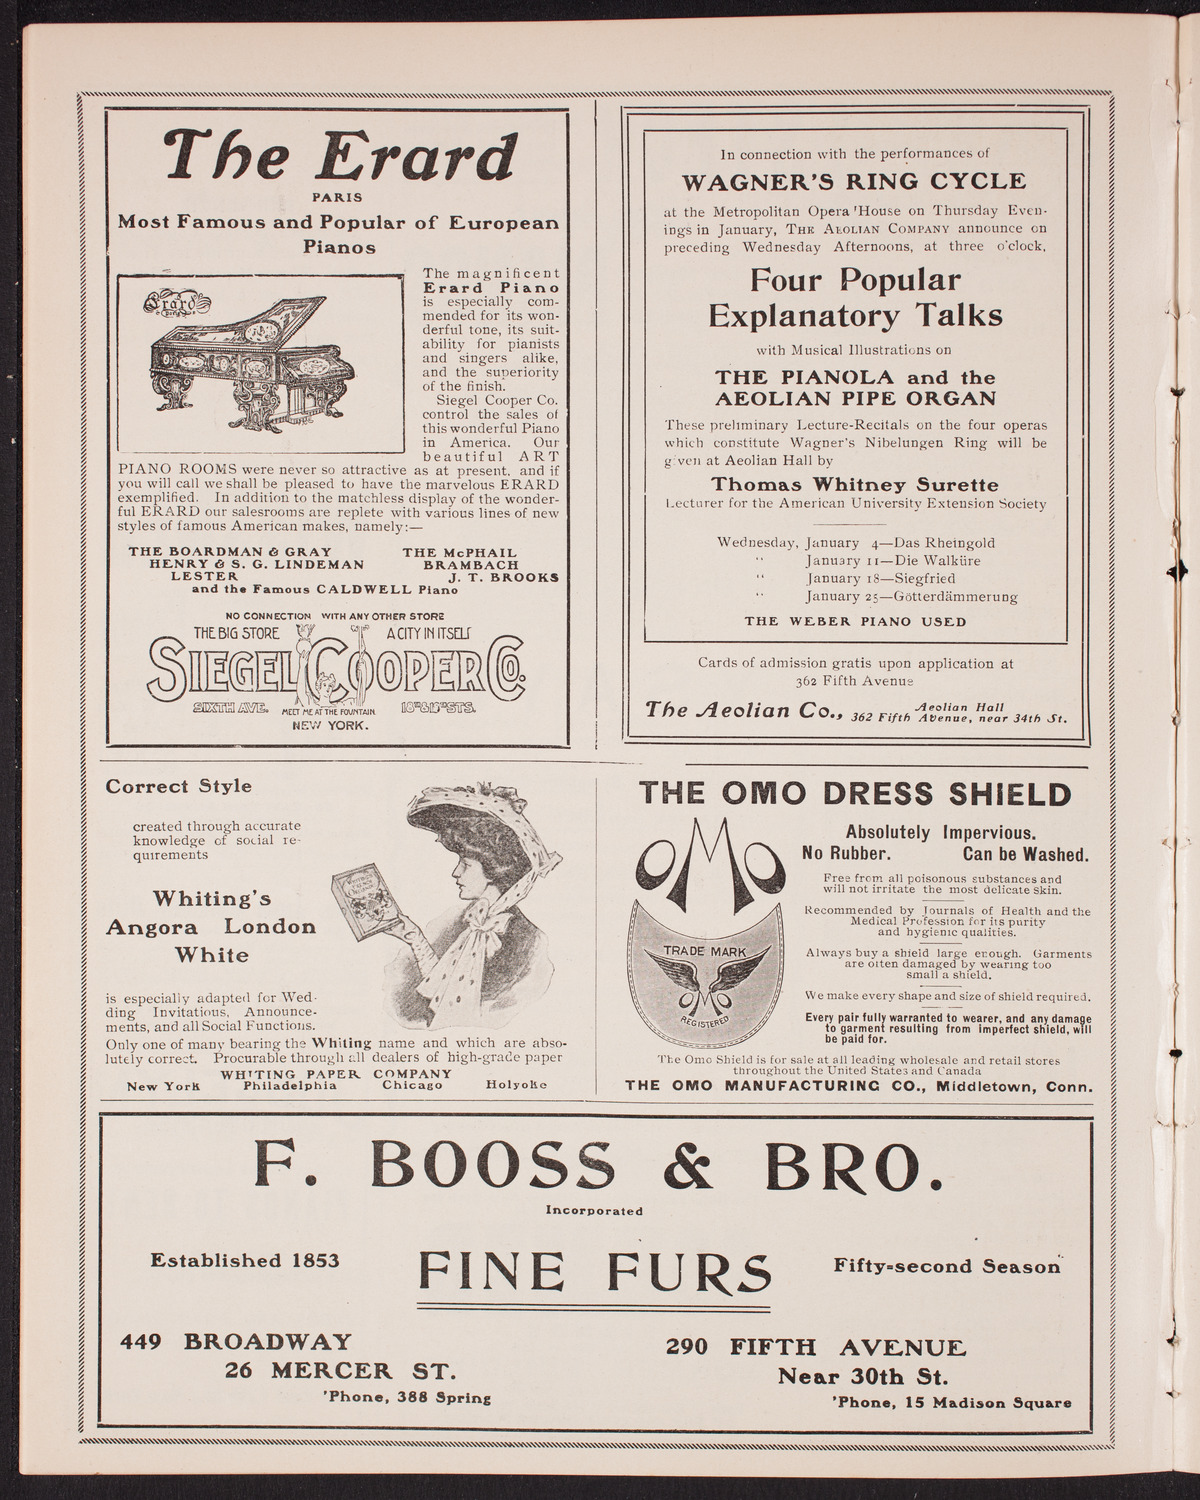 The Erard
PARIS
Most Famous and Popular of European
Pianos
Erard
Paris
The magnificent
Erard Piano
is especially com-
mended for its won-
derful tone, its suit-
ability for pianists
and singers alike,
and the superiority
of the finish.
Siegel Cooper Co.
control the sales of
this wonderful Piano
in America. Our
beautiful ART
PIANO ROOMS were never so attractive as at present, and if
you will call we shall be pleased to have the marvelous ERARD
exemplified. In addition to the matchless display of the wonder-
ful ERARD our salesrooms are replete with various lines of new
styles of famous American makes, namely:—
THE BOARDMAN & GRAY THE McPHAIL
HENRY & S. G. LINDEMAN BRAMBACH
LESTER J. T. BROOKS
and the Famous CALDWELL Piano
NO CONNECTION WITH ANY OTHER STORE
THE BIG STORE A CITY IN ITSELF
SIEGEL COOPER CO.
SIXTH AVE. MEET ME AT THE FOUNTAIN 18TH & 19TH STS.
NEW YORK.
In connection with the performances of
WAGNER'S RING CYCLE
at the Metropolitan Opera House on Thursday Even-
ings in January, THE AEOLIAN COMPANY announce on
preceding Wednesday Afternoons, at three o'clock,
Four Popular
Explanatory Talks
with Musical Illustrations on
THE PIANOLA and the
AEOLIAN PIPE ORGAN
These preliminary Lecture-Recitals on the four operas
which constitute Wagner's Nibelungen Ring will be
given at Aeolian Hall by
Thomas Whitney Surette
Lecturer for the American University Extension Society
Wednesday, January 4—Das Rheingold
" January 11—Die Walküre
" January 18—Siegfried
" January 25—Götterdämmerung
THE WEBER PIANO USED
Cards of admission gratis upon application at
362 Fifth Avenue
The Aeolian Co., Aeolian Hall
362 Fifth Avenue, near 34th St.
Correct Style
created through accurate
knowledge of social re-
quirements
Whiting's
Angora London
White
is especially adapted for Wed-
ding Invitations, Announce-
ments, and all Social Functions.
Only one of many bearing the Whiting name and which are abso-
lutely correct. Procurable through all dealers of high-grade paper
WHITING PAPER COMPANY
New York Philadelphia Chicago Holyoke
THE OMO DRESS SHIELD
OMO
TRADE MARK
OMO
REGISTERED
Absolutely Impervious.
No Rubber. Can be Washed.
Free from all poisonous substances and
will not irritate the most delicate skin.
Recommended by Journals of Health and the
Medical Profession for its purity
and hygienic qualities.
Always buy a shield large enough. Garments
are often damaged by wearing too
small a shield.
We make every shape and size of shield required.
Every pair fully warranted to wearer, and any damage
to garment resulting from imperfect shield, will
be paid for.
The Omo Shield is for sale at all leading wholesale and retail stores
throughout the United States and Canada
THE OMO MANUFACTURING CO., Middletown, Conn.
F. BOOSS & BRO.
Incorporated
Established 1853 FINE FURS Fifty=second Season
449 BROADWAY
26 MERCER ST.
'Phone, 388 Spring
290 FIFTH AVENUE
Near 30th St.
'Phone, 15 Madison Square